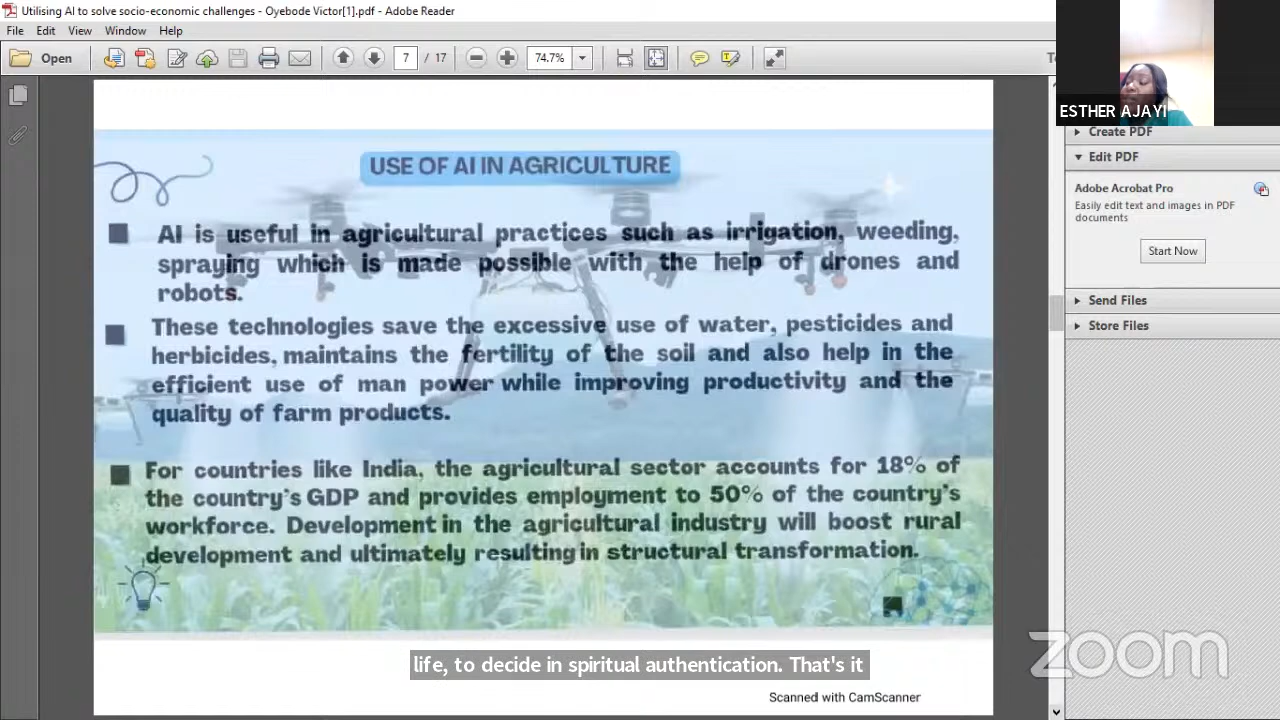 Utilising AI to solve socio-economic challenges - Oyebode Victor[1].pdf - Adobe Reader
File Edit View Window Help
Open 7 / 17 74.7%
ESTHER AJAYI
Create PDF
Edit PDF
Adobe Acrobat Pro
Easily edit text and images in PDF
documents
Start Now
Send Files
Store Files
USE OF AI IN AGRICULTURE
AI is useful in agricultural practices such as irrigation, weeding,
spraying which is made possible with the help of drones and
robots.
These technologies save the excessive use of water, pesticides and
herbicides, maintains the fertility of the soil and also help in the
efficient use of man power while improving productivity and the
quality of farm products.
For countries like India, the agricultural sector accounts for 18% of
the country's GDP and provides employment to 50% of the country's
workforce. Development in the agricultural industry will boost rural
development and ultimately resulting in structural transformation.
zoom
life, to decide in spiritual authentication. That's it
Scanned with CamScanner